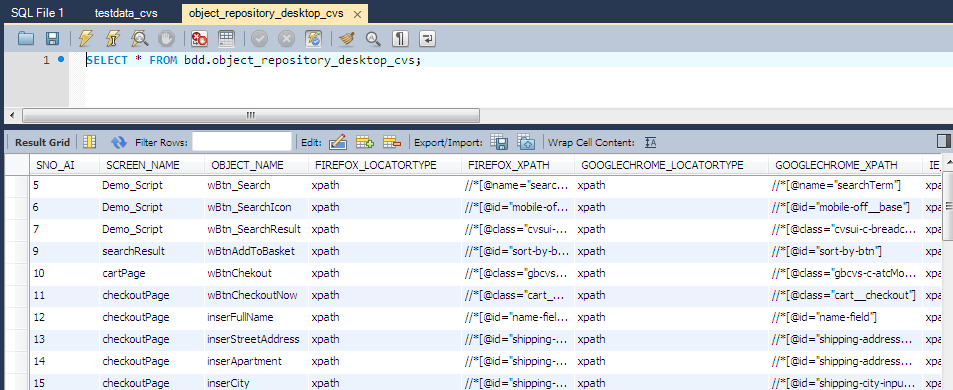 SQL File 1 testdata_cvs object_repository_desktop_cvs ×
1 SELECT * FROM bdd.object_repository_desktop_cvs;
Result Grid Filter Rows: Edit: Export/Import: Wrap Cell Content:
SNO_AI SCREEN_NAME OBJECT_NAME FIREFOX_LOCATORTYPE FIREFOX_XPATH GOOGLECHROME_LOCATORTYPE GOOGLECHROME_XPATH IE_
5 Demo_Script wBtn_Search xpath //*[@name="searc... xpath //*[@name="searchTerm"] xpa
6 Demo_Script wBtn_SearchIcon xpath //*[@id="mobile-of... xpath //*[@id="mobile-off__base"] xpa
7 Demo_Script wBtn_SearchResult xpath //*[@class="cvsui-... xpath //*[@class="cvsui-c-breadc... xpa
9 searchResult wBtnAddToBasket xpath //*[@id="sort-by-b... xpath //*[@id="sort-by-btn"] xpa
10 cartPage wBtnChekout xpath //*[@class="gbcvs-... xpath //*[@class="gbcvs-c-atcMo... xpa
11 checkoutPage wBtnCheckoutNow xpath //*[@class="cart_... xpath //*[@class="cart__checkout"] xpa
12 checkoutPage inserFullName xpath //*[@id="name-fiel... xpath //*[@id="name-field"] xpa
13 checkoutPage inserStreetAddress xpath //*[@id="shipping-... xpath //*[@id="shipping-address... xpa
14 checkoutPage inserApartment xpath //*[@id="shipping-... xpath //*[@id="shipping-address... xpa
15 checkoutPage inserCity xpath //*[@id="shipping-... xpath //*[@id="shipping-city-inpu... xpa